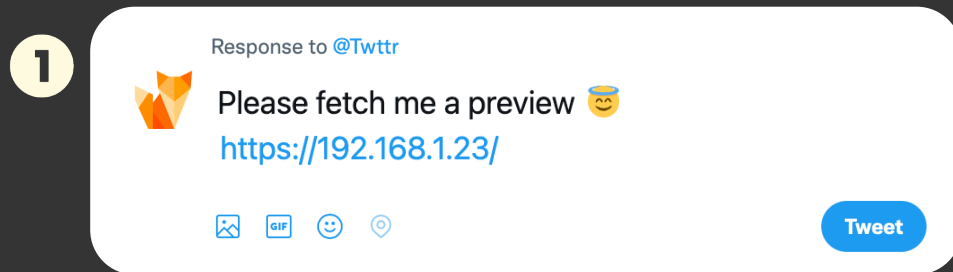 1
Response to @Twttr
Please fetch me a preview 😇
https://192.168.1.23/
GIF
Tweet